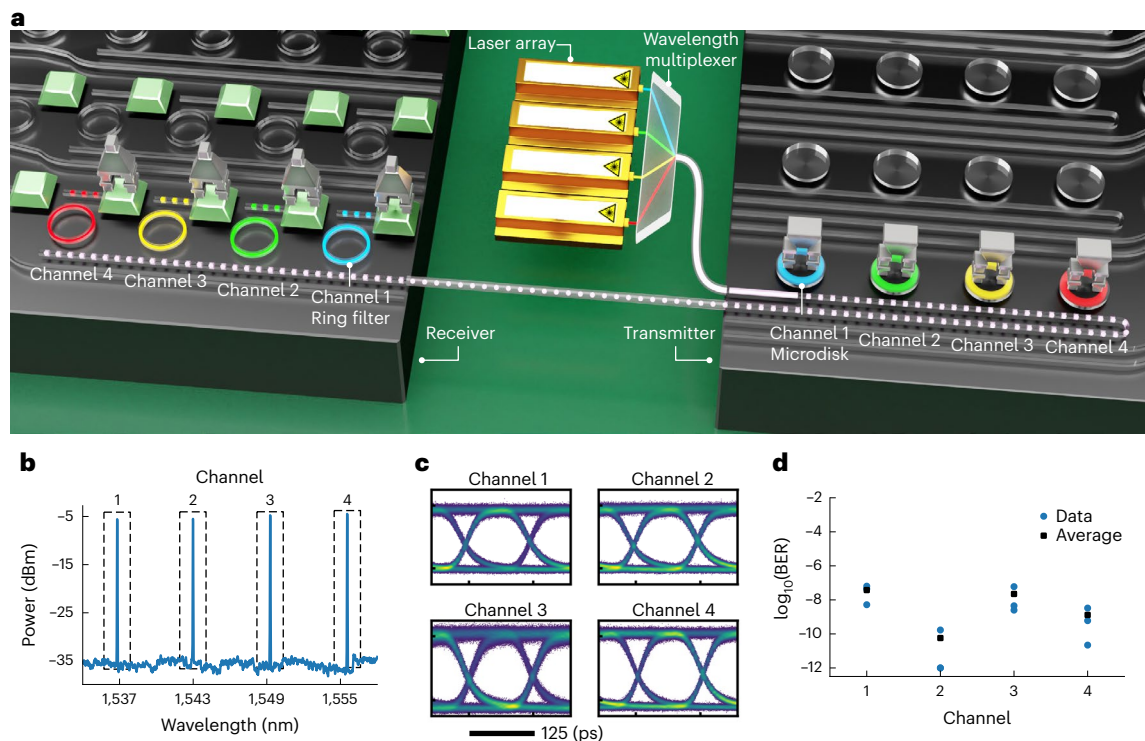 a
Laser array
Wavelength
multiplexer
Channel 4
Channel 3
Channel 2
Channel 1
Ring filter
Receiver
Transmitter
Channel 1
Microdisk
Channel 2
Channel 3
Channel 4
b
Channel
1 2 3 4
−5
−15
−25
−35
Power (dBm)
1,537 1,543 1,549 1,555
Wavelength (nm)
c
Channel 1 Channel 2
Channel 3 Channel 4
125 (ps)
d
−2
−4
−6
−8
−10
−12
log10(BER)
Data
Average
1 2 3 4
Channel